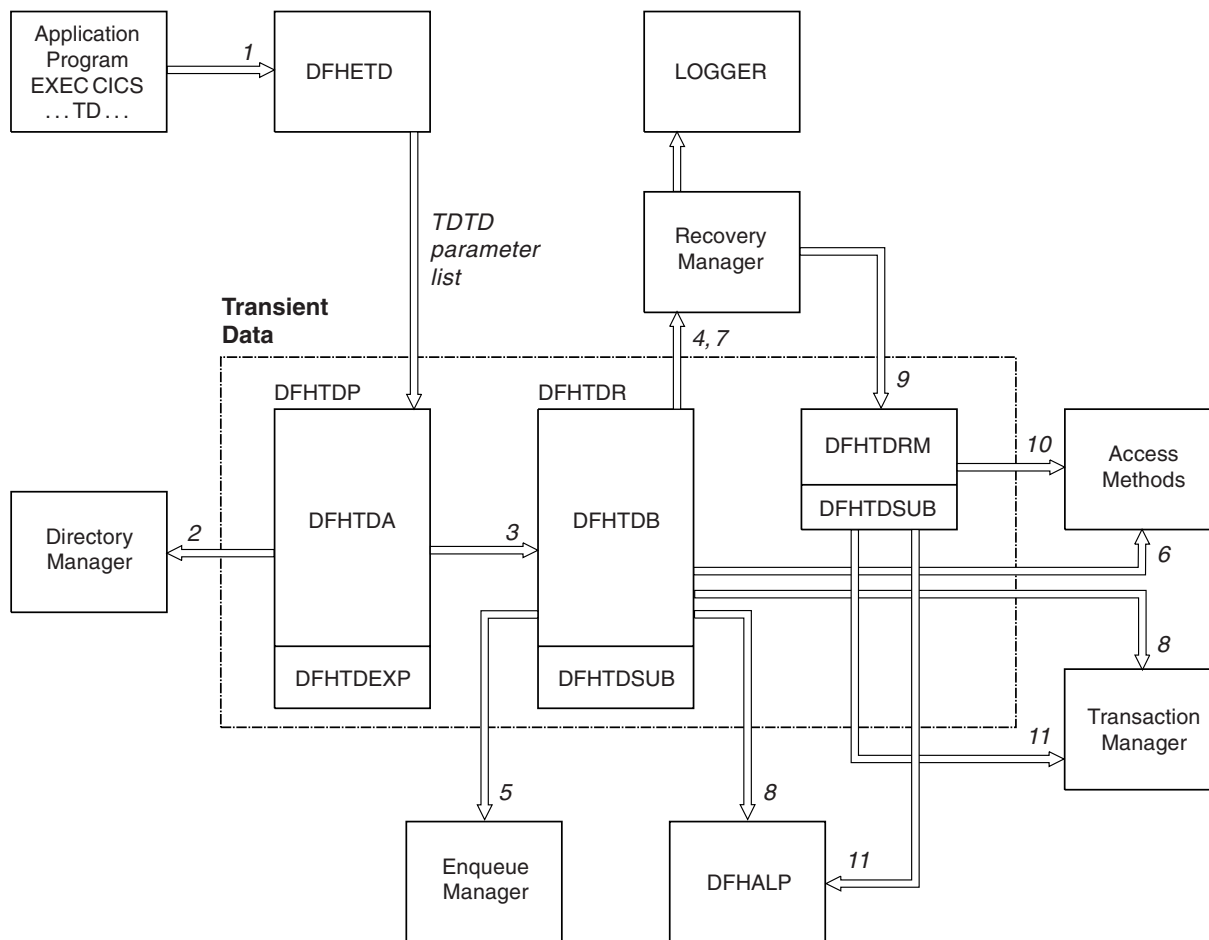 Application
Program
EXEC CICS
...TD...
1
DFHETD
LOGGER
TDTD
parameter
list
Recovery
Manager
Transient
Data
4, 7
9
DFHTDP
DFHTDR
DFHTDRM
DFHTDSUB
10
Access
Methods
Directory
Manager
2
DFHTDA
3
DFHTDB
6
DFHTDEXP
DFHTDSUB
8
Transaction
Manager
11
5
8
Enqueue
Manager
DFHALP
11